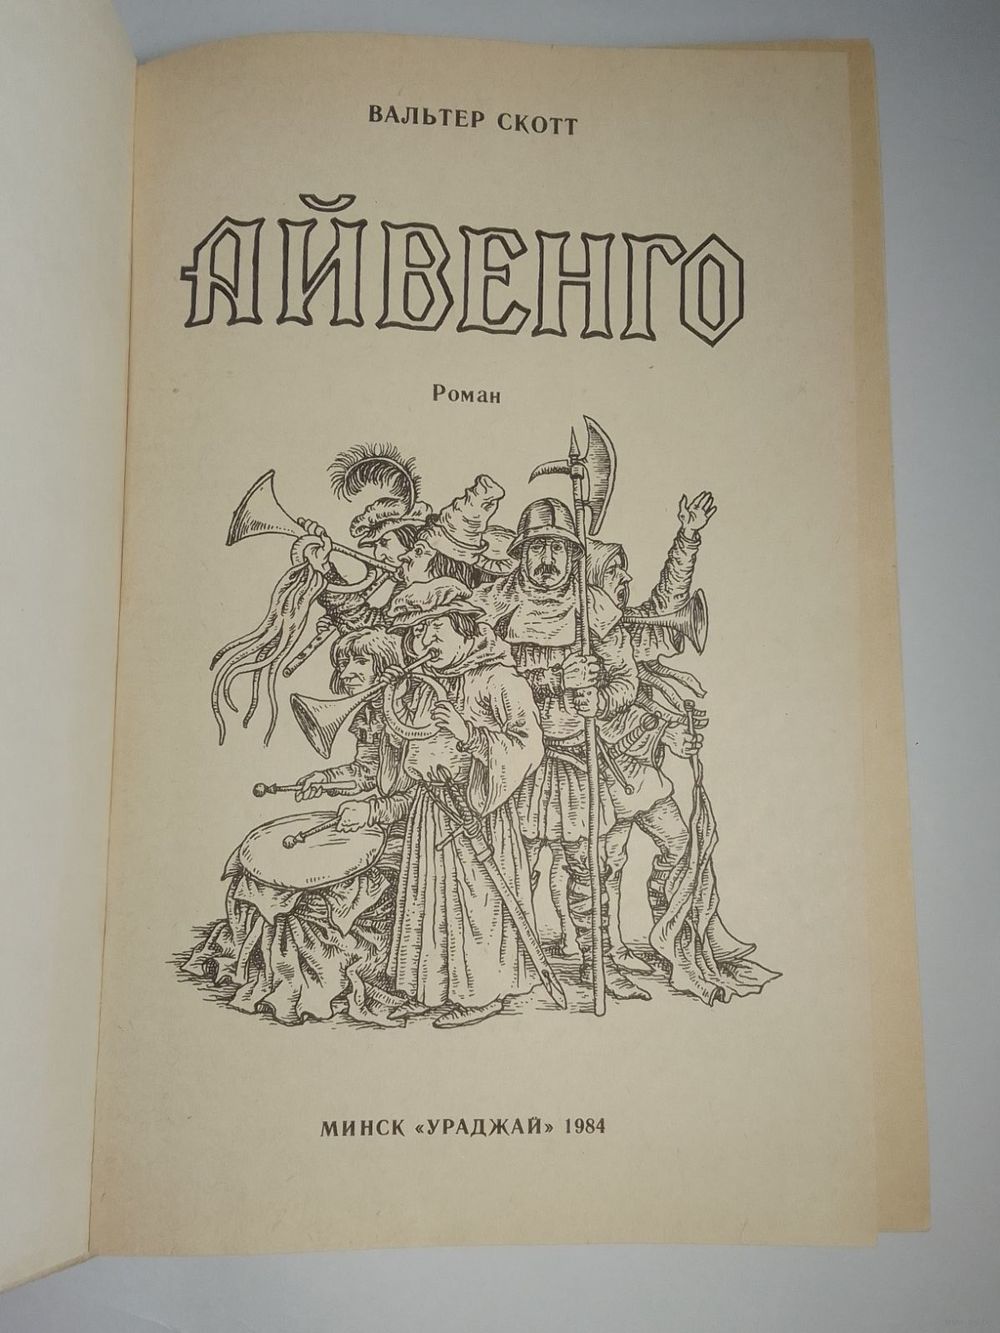 ВАЛЬТЕР СКОТТ
АЙВЕНГО
Роман
МИНСК «УРАДЖАЙ» 1984